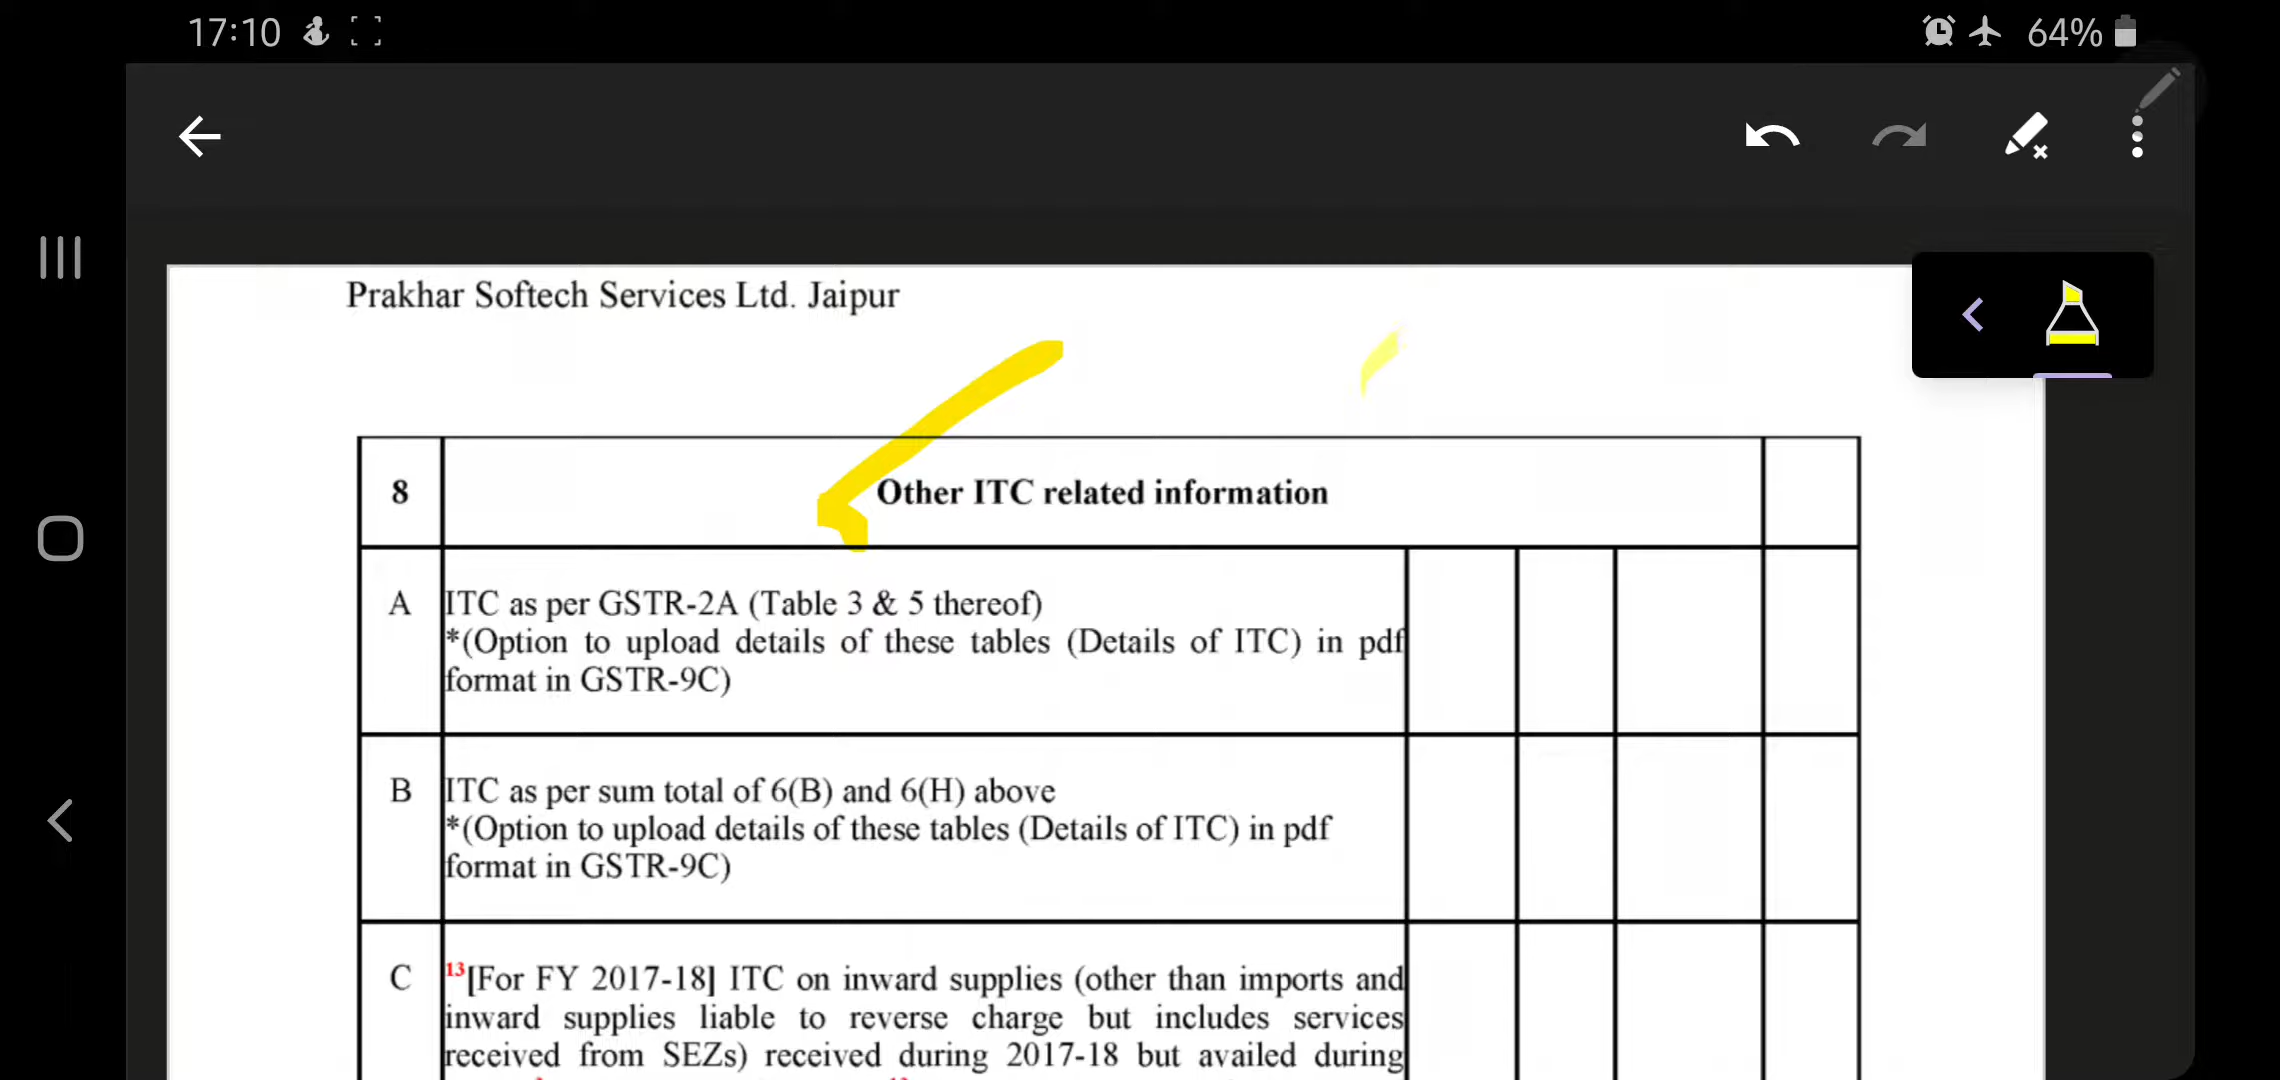 17:10
64%
Prakhar Softech Services Ltd. Jaipur
8 Other ITC related information
A ITC as per GSTR-2A (Table 3 & 5 thereof)
*(Option to upload details of these tables (Details of ITC) in pdf
format in GSTR-9C)
B ITC as per sum total of 6(B) and 6(H) above
*(Option to upload details of these tables (Details of ITC) in pdf
format in GSTR-9C)
C 13[For FY 2017-18] ITC on inward supplies (other than imports and
inward supplies liable to reverse charge but includes services
received from SEZs) received during 2017-18 but availed during